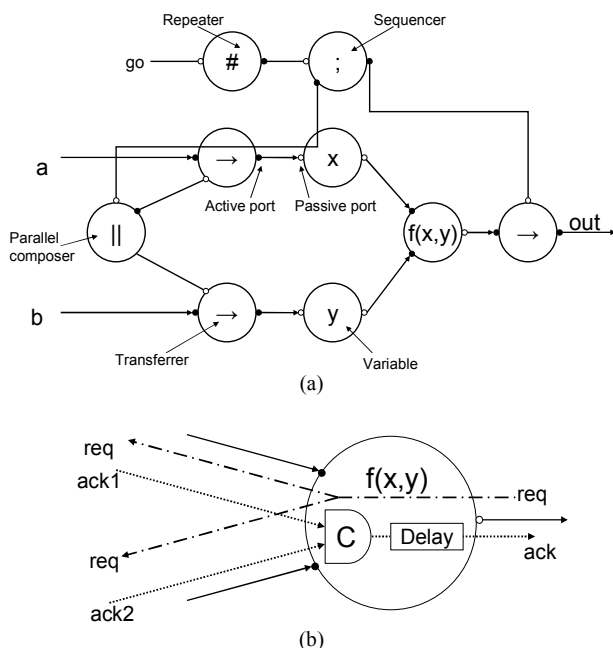 Repeater
Sequencer
go
#
;
a
→
x
Active port
Passive port
Parallel
composer
||
f(x,y)
→
out
b
→
y
Transferrer
Variable
(a)
req
ack1
f(x,y)
req
C
Delay
req
ack
ack2
(b)